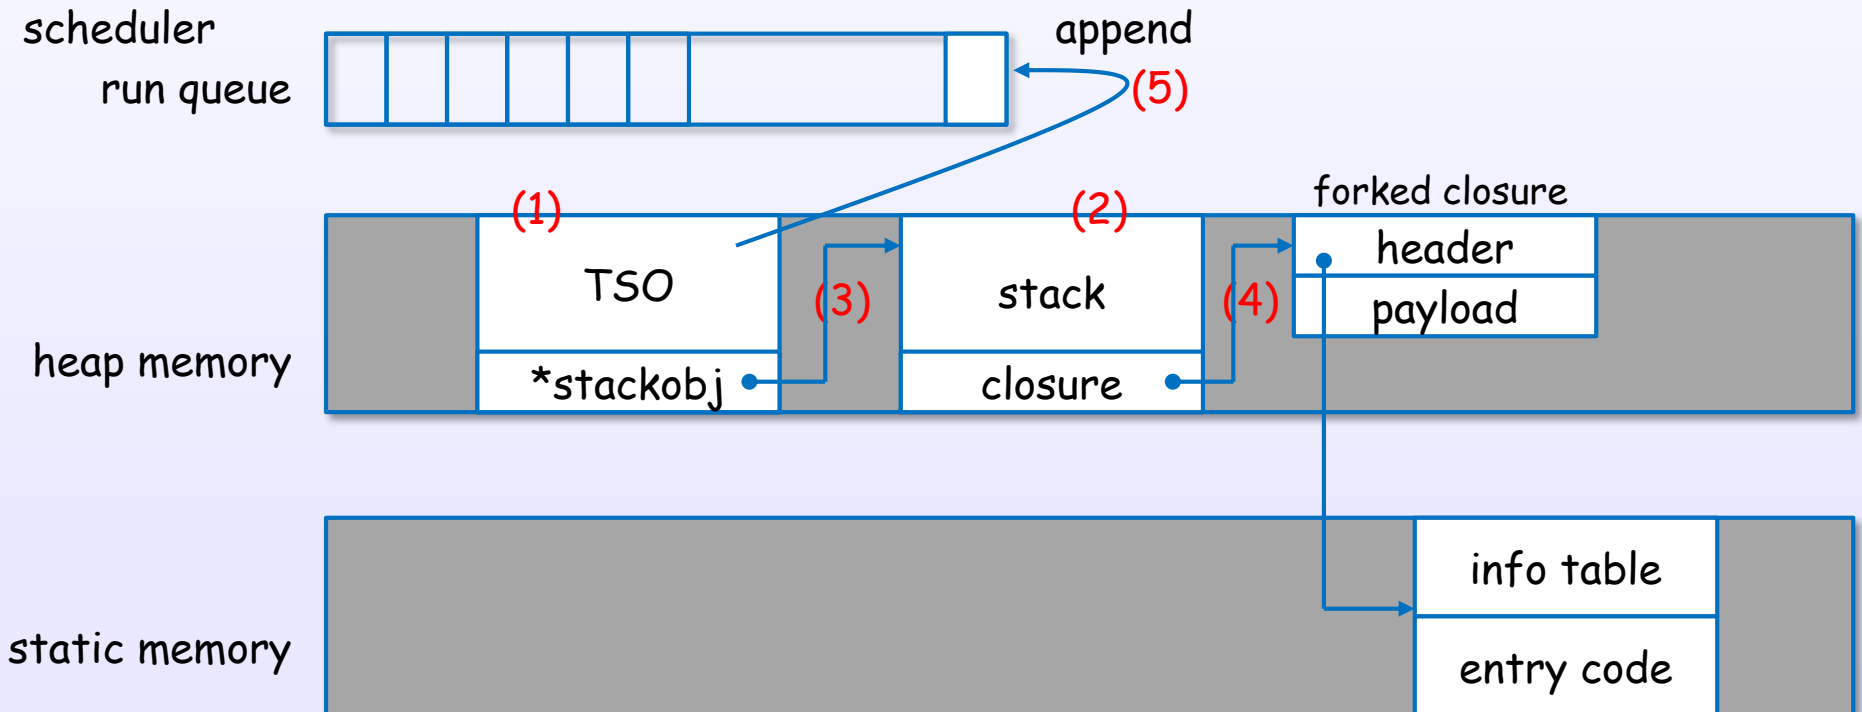 scheduler
run queue
append
(5)
(1)
(2)
forked closure
TSO
(3)
stack
(4)
header
payload
heap memory
*stackobj
closure
info table
static memory
entry code